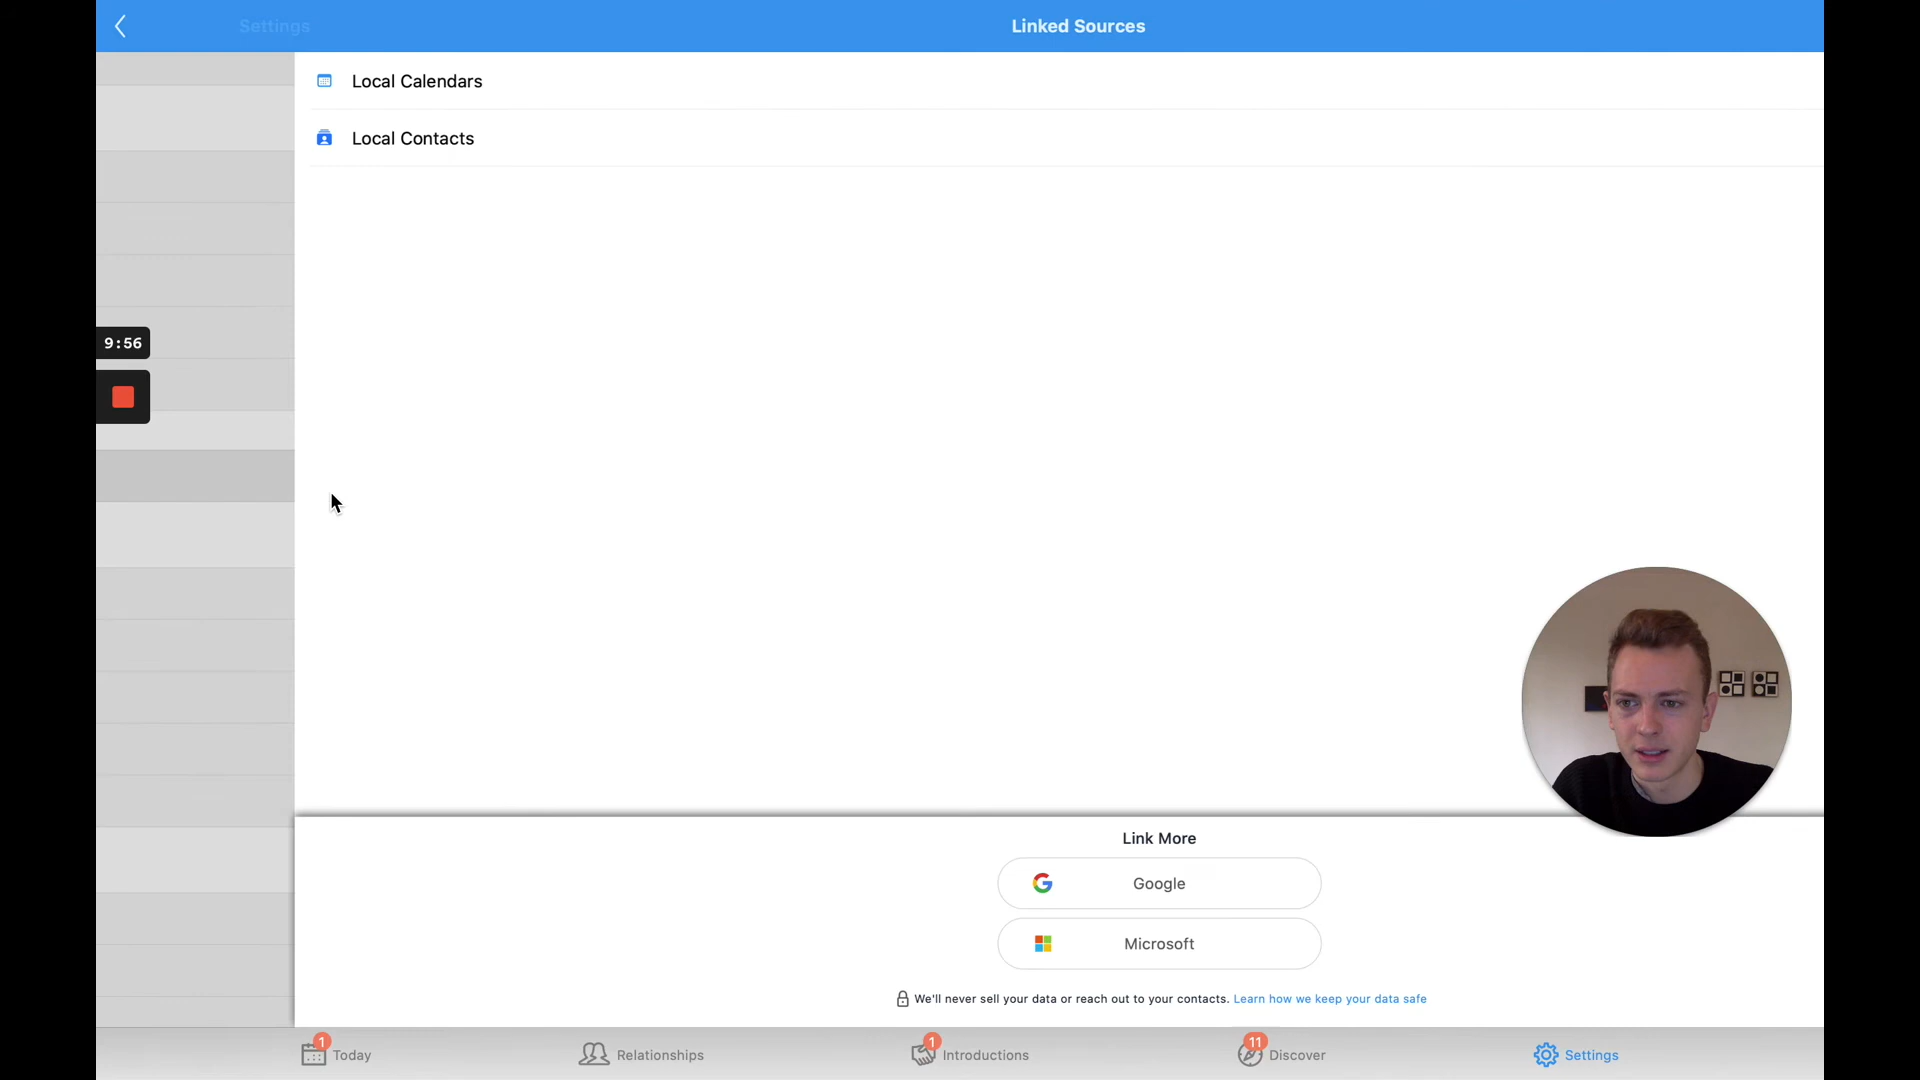 Settings
Linked Sources
Local Calendars
Local Contacts
9:56
Link More
Google
Microsoft
We'll never sell your data or reach out to your contacts. Learn how we keep your data safe
1 Today
Relationships
1 Introductions
11 Discover
Settings